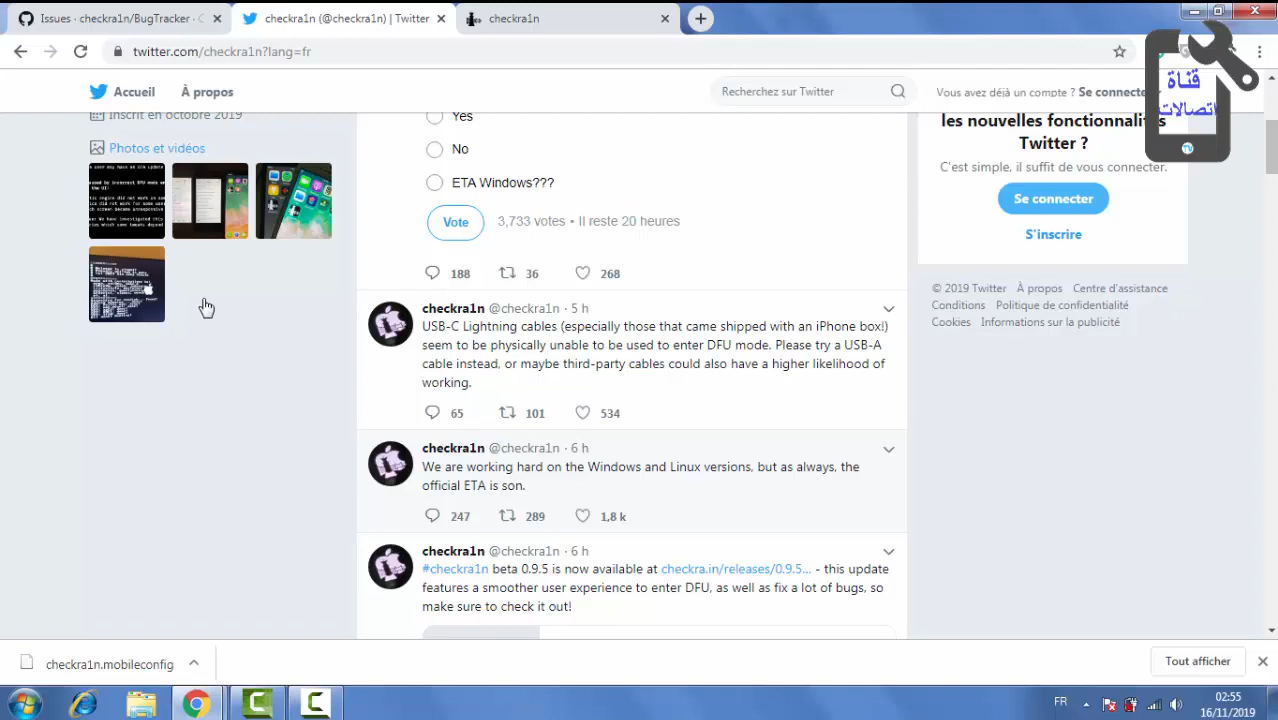 Issues · checkra1n/BugTracker · G
checkra1n (@checkra1n) | Twitter
checkra1n
twitter.com/checkra1n?lang=fr
Accueil
À propos
Recherchez sur Twitter
Vous avez déjà un compte ? Se connecte
قناة
اتصالات
TV
Inscrit en octobre 2019
Photos et vidéos
Yes
No
ETA Windows???
Vote
3,733 votes • Il reste 20 heures
188 36 268
checkra1n @checkra1n · 5 h
USB-C Lightning cables (especially those that came shipped with an iPhone box!)
seem to be physically unable to be used to enter DFU mode. Please try a USB-A
cable instead, or maybe third-party cables could also have a higher likelihood of
working.
65 101 534
checkra1n @checkra1n · 6 h
We are working hard on the Windows and Linux versions, but as always, the
official ETA is son.
247 289 1,8 k
checkra1n @checkra1n · 6 h
#checkra1n beta 0.9.5 is now available at checkra.in/releases/0.9.5... - this update
features a smoother user experience to enter DFU, as well as fix a lot of bugs, so
make sure to check it out!
les nouvelles fonctionnalit s
Twitter ?
C'est simple, il suffit de vous connecter.
Se connecter
S'inscrire
© 2019 Twitter À propos Centre d'assistance
Conditions Politique de confidentialité
Cookies Informations sur la publicité
checkra1n.mobileconfig
Tout afficher
FR
02:55
16/11/2019